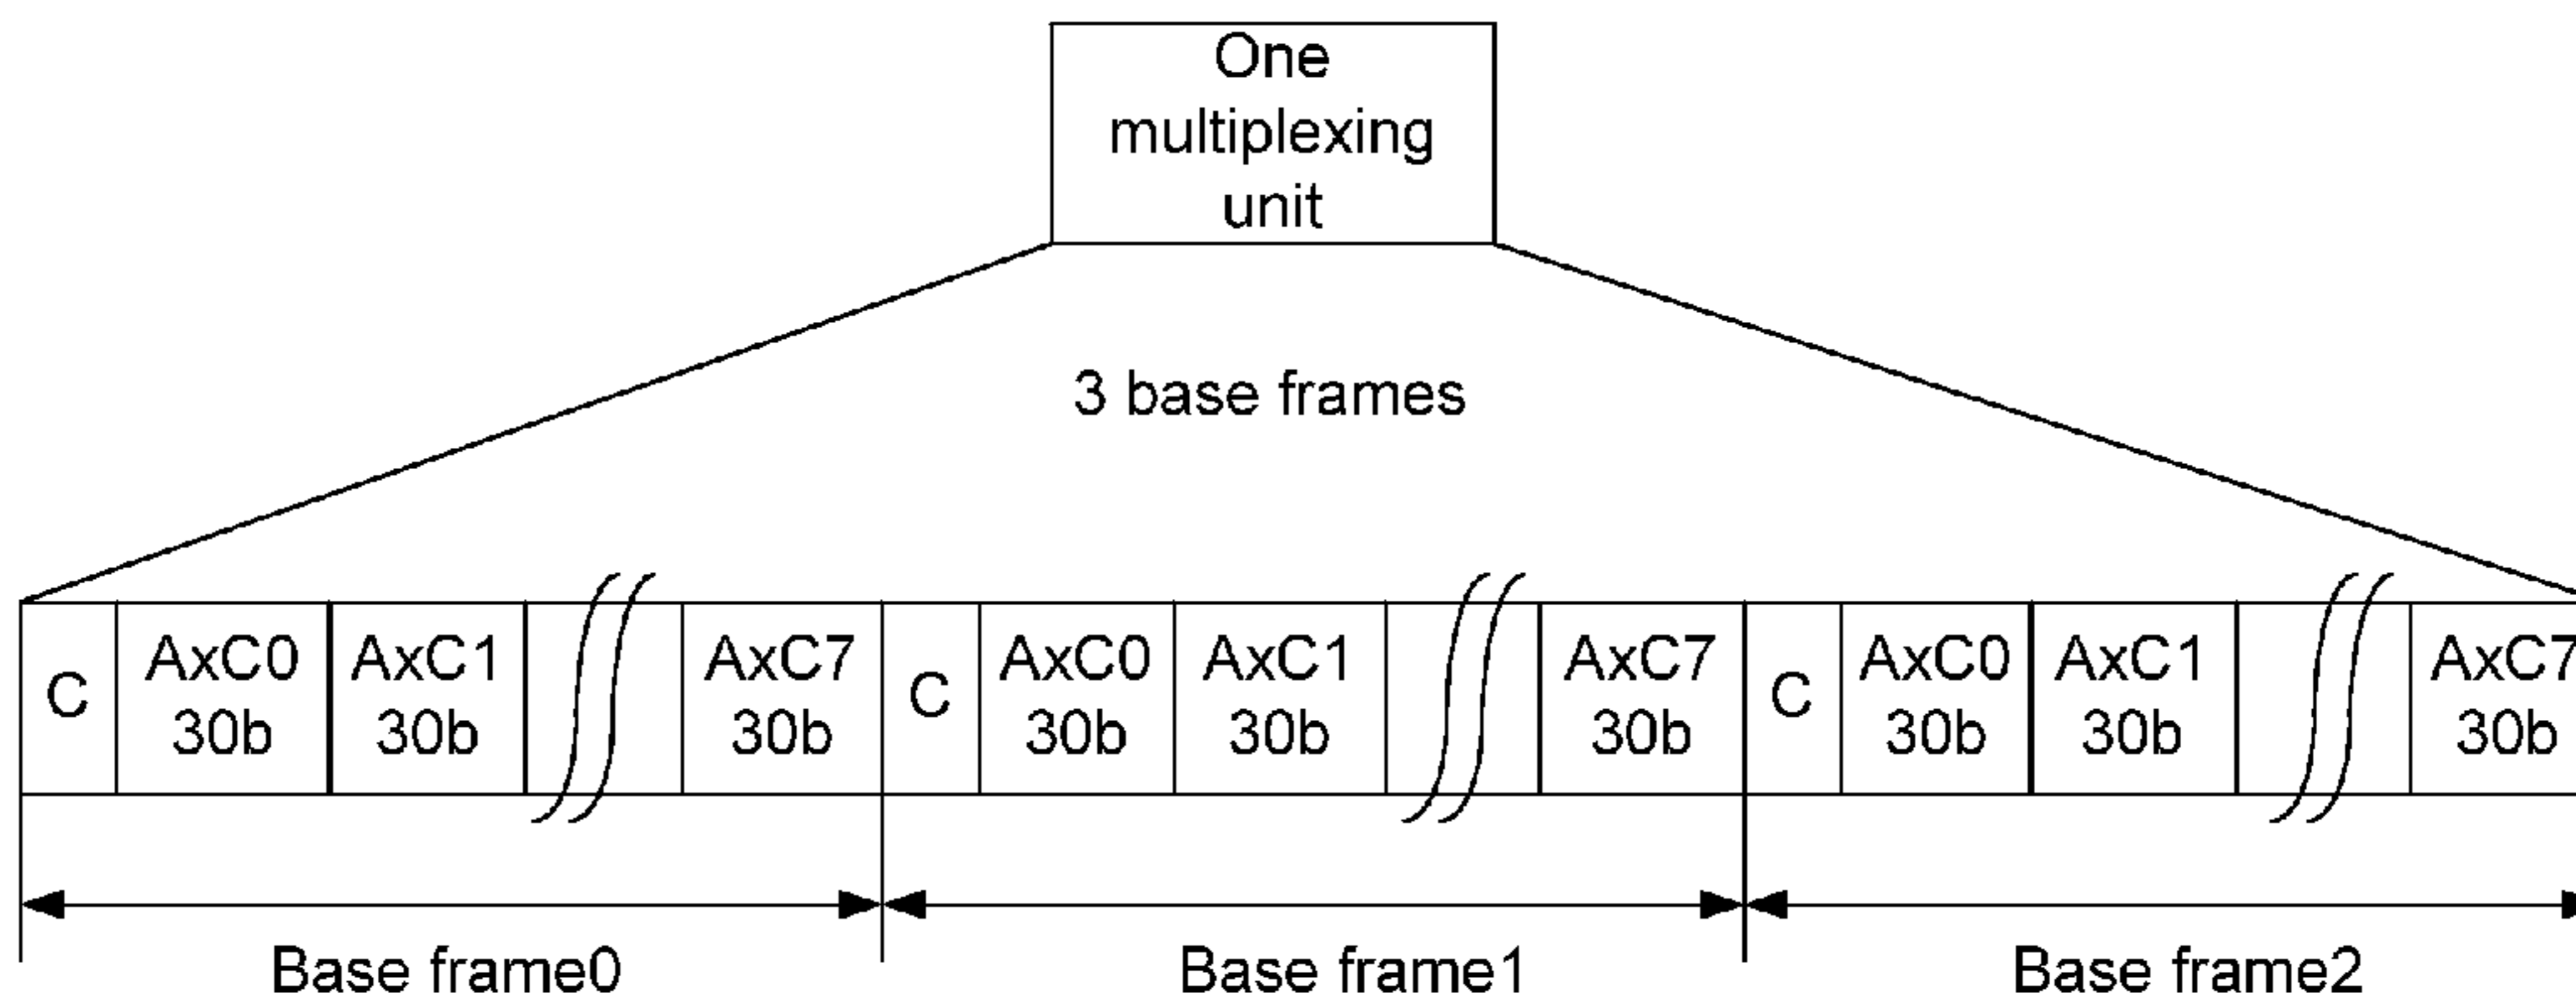 One
multiplexing
unit
3 base frames
C AxC0 AxC1 AxC7 C AxC0 AxC1 AxC7 C AxC0 AxC1 AxC7
30b 30b 30b 30b 30b 30b 30b 30b 30b
Base frame0 Base frame1 Base frame2